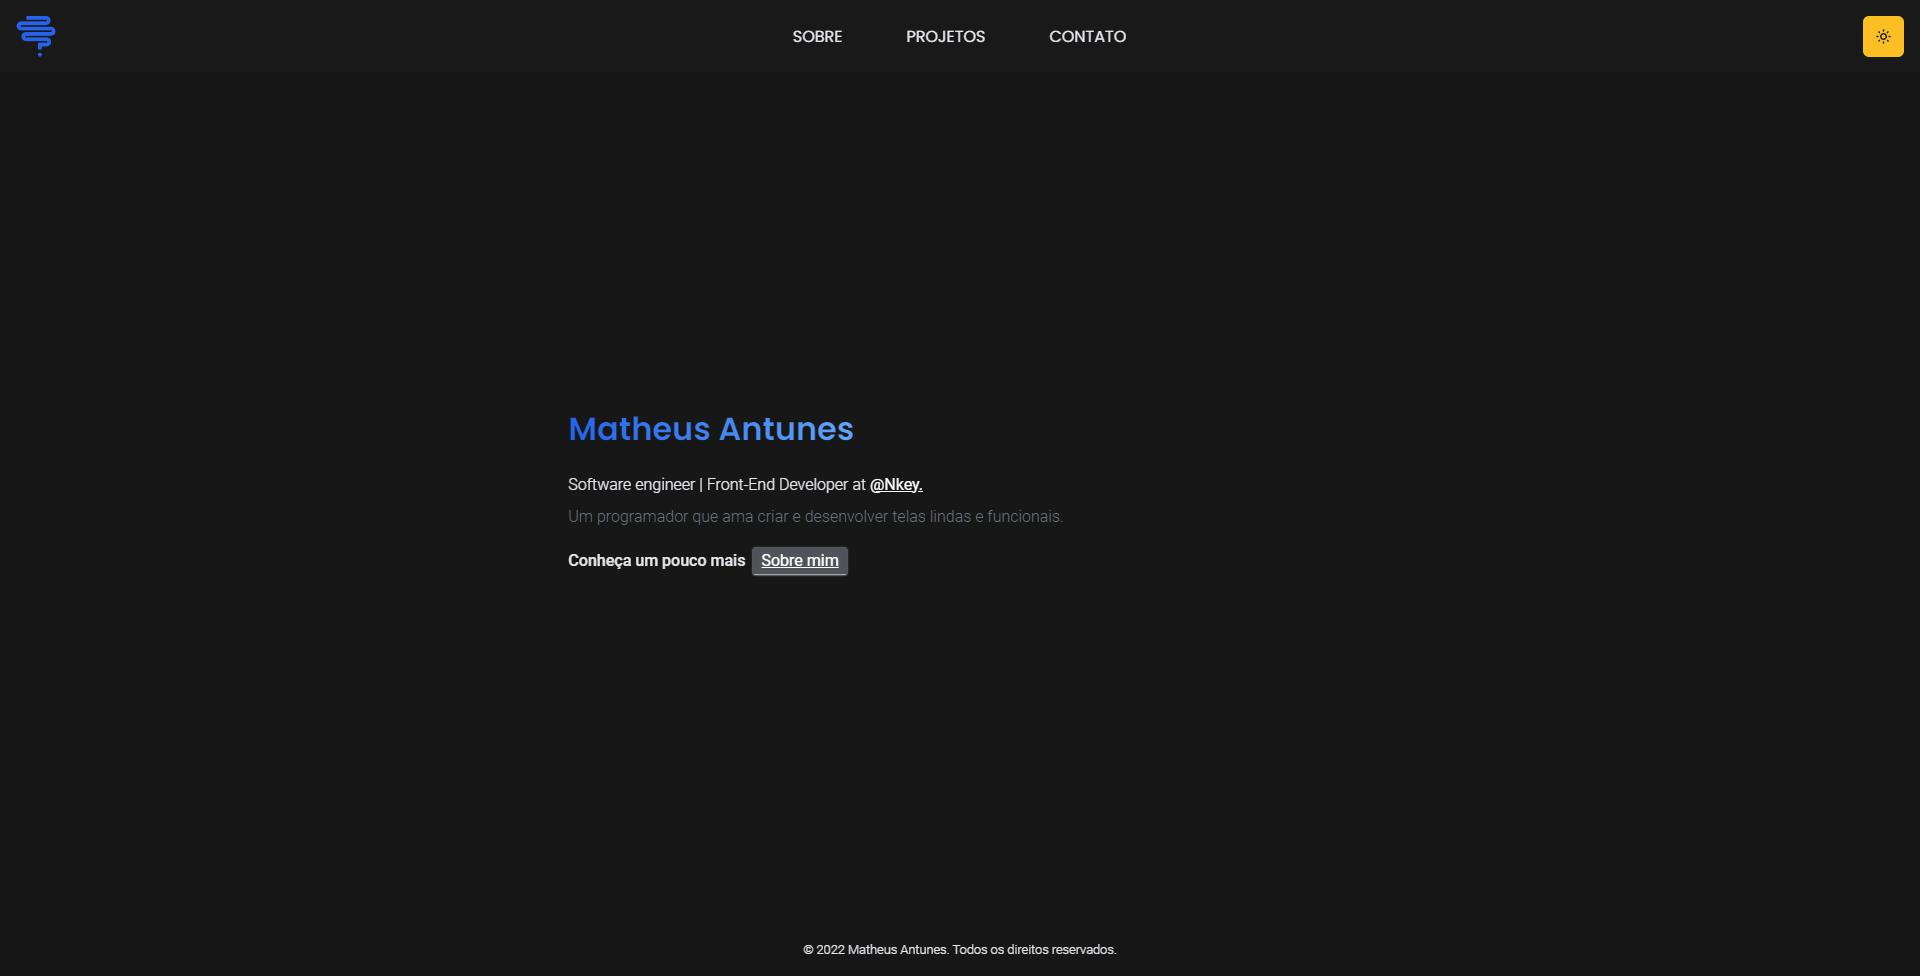 SOBRE PROJETOS CONTATO
Matheus Antunes
Software engineer | Front-End Developer at @Nkey.
Um programador que ama criar e desenvolver telas lindas e funcionais.
Conheça um pouco mais Sobre mim
© 2022 Matheus Antunes. Todos os direitos reservados.